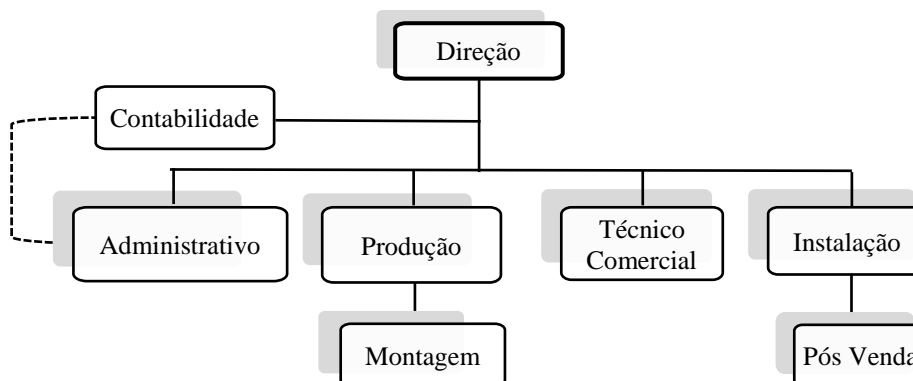 Direção
Contabilidade
Administrativo
Produção
Técnico
Comercial
Instalação
Montagem
Pós Venda